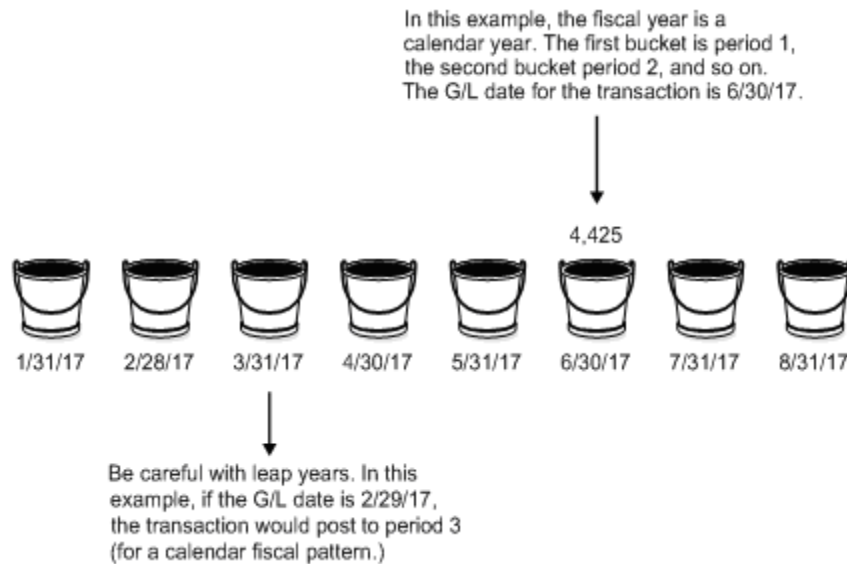 In this example, the fiscal year is a
calendar year. The first bucket is period 1,
the second bucket period 2, and so on.
The G/L date for the transaction is 6/30/17.
4,425
1/31/17 2/28/17 3/31/17 4/30/17 5/31/17 6/30/17 7/31/17 8/31/17
Be careful with leap years. In this
example, if the G/L date is 2/29/17,
the transaction would post to period 3
(for a calendar fiscal pattern.)